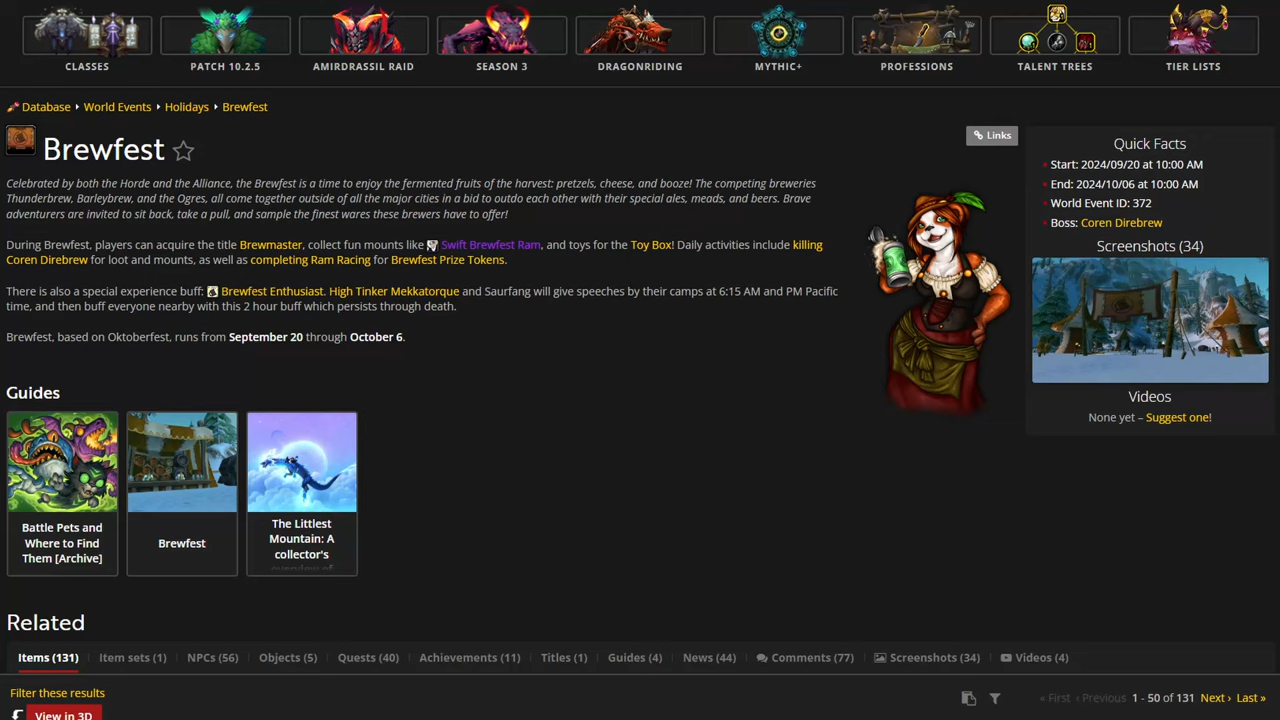 CLASSES
PATCH 10.2.5
AMIRDRASSIL RAID
SEASON 3
DRAGONRIDING
MYTHIC+
PROFESSIONS
TALENT TREES
TIER LISTS
Database ▸ World Events ▸ Holidays ▸ Brewfest
Brewfest
Links
Celebrated by both the Horde and the Alliance, the Brewfest is a time to enjoy the fermented fruits of the harvest: pretzels, cheese, and booze! The competing breweries
Thunderbrew, Barleybrew, and the Ogres, all come together outside of all the major cities in a bid to outdo each other with their special ales, meads, and beers. Brave
adventurers are invited to sit back, take a pull, and sample the finest wares these brewers have to offer!
During Brewfest, players can acquire the title Brewmaster, collect fun mounts like Swift Brewfest Ram, and toys for the Toy Box! Daily activities include killing
Coren Direbrew for loot and mounts, as well as completing Ram Racing for Brewfest Prize Tokens.
There is also a special experience buff: Brewfest Enthusiast. High Tinker Mekkatorque and Saurfang will give speeches by their camps at 6:15 AM and PM Pacific
time, and then buff everyone nearby with this 2 hour buff which persists through death.
Brewfest, based on Oktoberfest, runs from September 20 through October 6.
Quick Facts
Start: 2024/09/20 at 10:00 AM
End: 2024/10/06 at 10:00 AM
World Event ID: 372
Boss: Coren Direbrew
Screenshots (34)
Videos
None yet – Suggest one!
Guides
Battle Pets and
Where to Find
Them [Archive]
Brewfest
The Littlest
Mountain: A
collector's
overview of
Related
Items (131)
Item sets (1)
NPCs (56)
Objects (5)
Quests (40)
Achievements (11)
Titles (1)
Guides (4)
News (44)
Comments (77)
Screenshots (34)
Videos (4)
Filter these results
« First ‹ Previous 1 - 50 of 131 Next › Last »
View in 3D